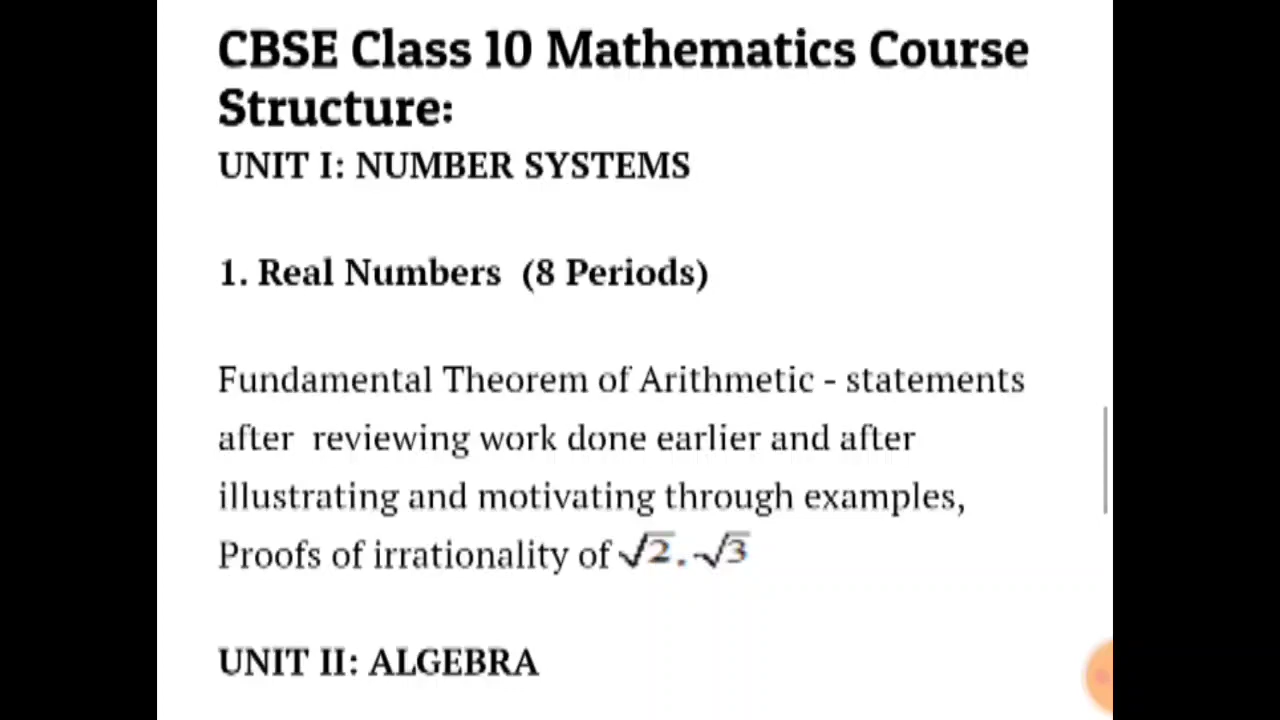 CBSE Class 10 Mathematics Course
Structure:
UNIT I: NUMBER SYSTEMS
1. Real Numbers (8 Periods)
Fundamental Theorem of Arithmetic - statements
after reviewing work done earlier and after
illustrating and motivating through examples,
Proofs of irrationality of √2. √3
UNIT II: ALGEBRA